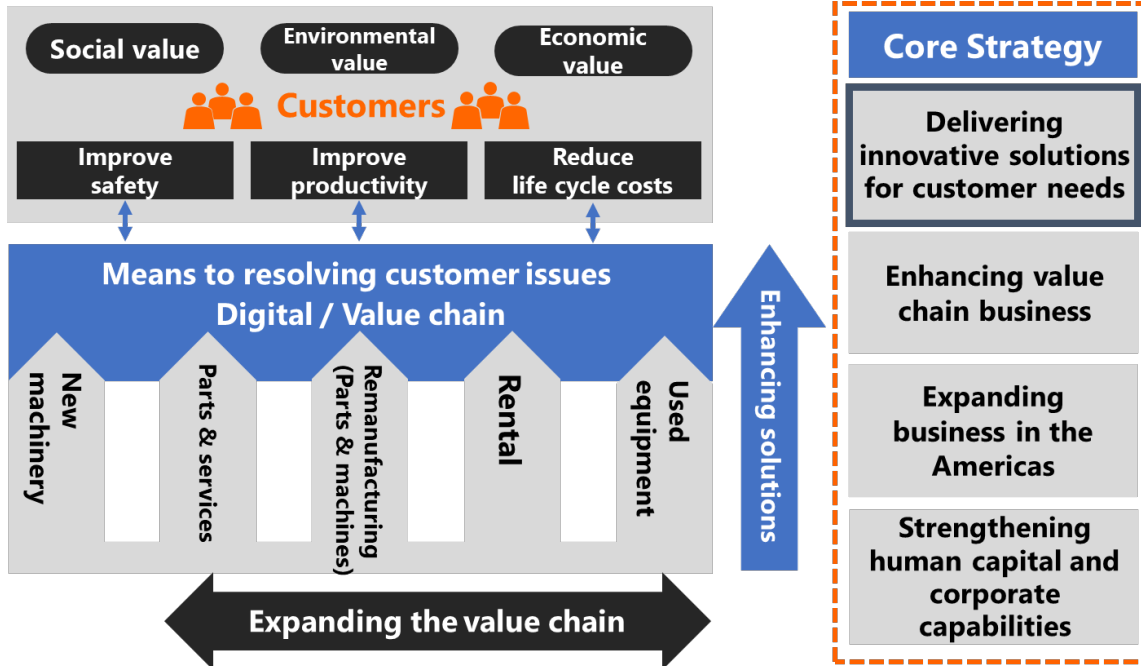 Social value
Environmental
value
Economic
value
Customers
Improve
safety
Improve
productivity
Reduce
life cycle costs
Means to resolving customer issues
Digital / Value chain
New
machinery
Parts & services
Remanufacturing
(Parts & machines)
Rental
Used
equipment
Expanding the value chain
Enhancing solutions
Core Strategy
Delivering
innovative solutions
for customer needs
Enhancing value
chain business
Expanding
business in the
Americas
Strengthening
human capital and
corporate
capabilities